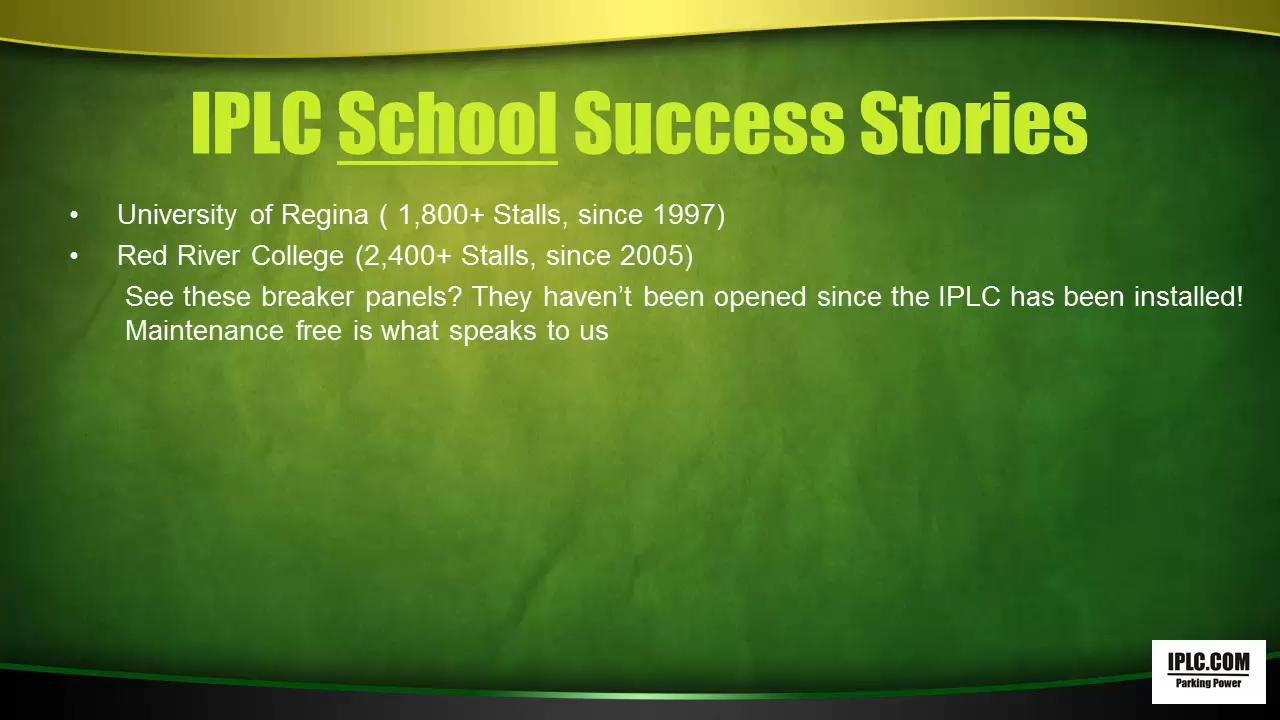 IPLC School Success Stories
• University of Regina ( 1,800+ Stalls, since 1997)
• Red River College (2,400+ Stalls, since 2005)
See these breaker panels? They haven’t been opened since the IPLC has been installed!
Maintenance free is what speaks to us
IPLC.COM
Parking Power